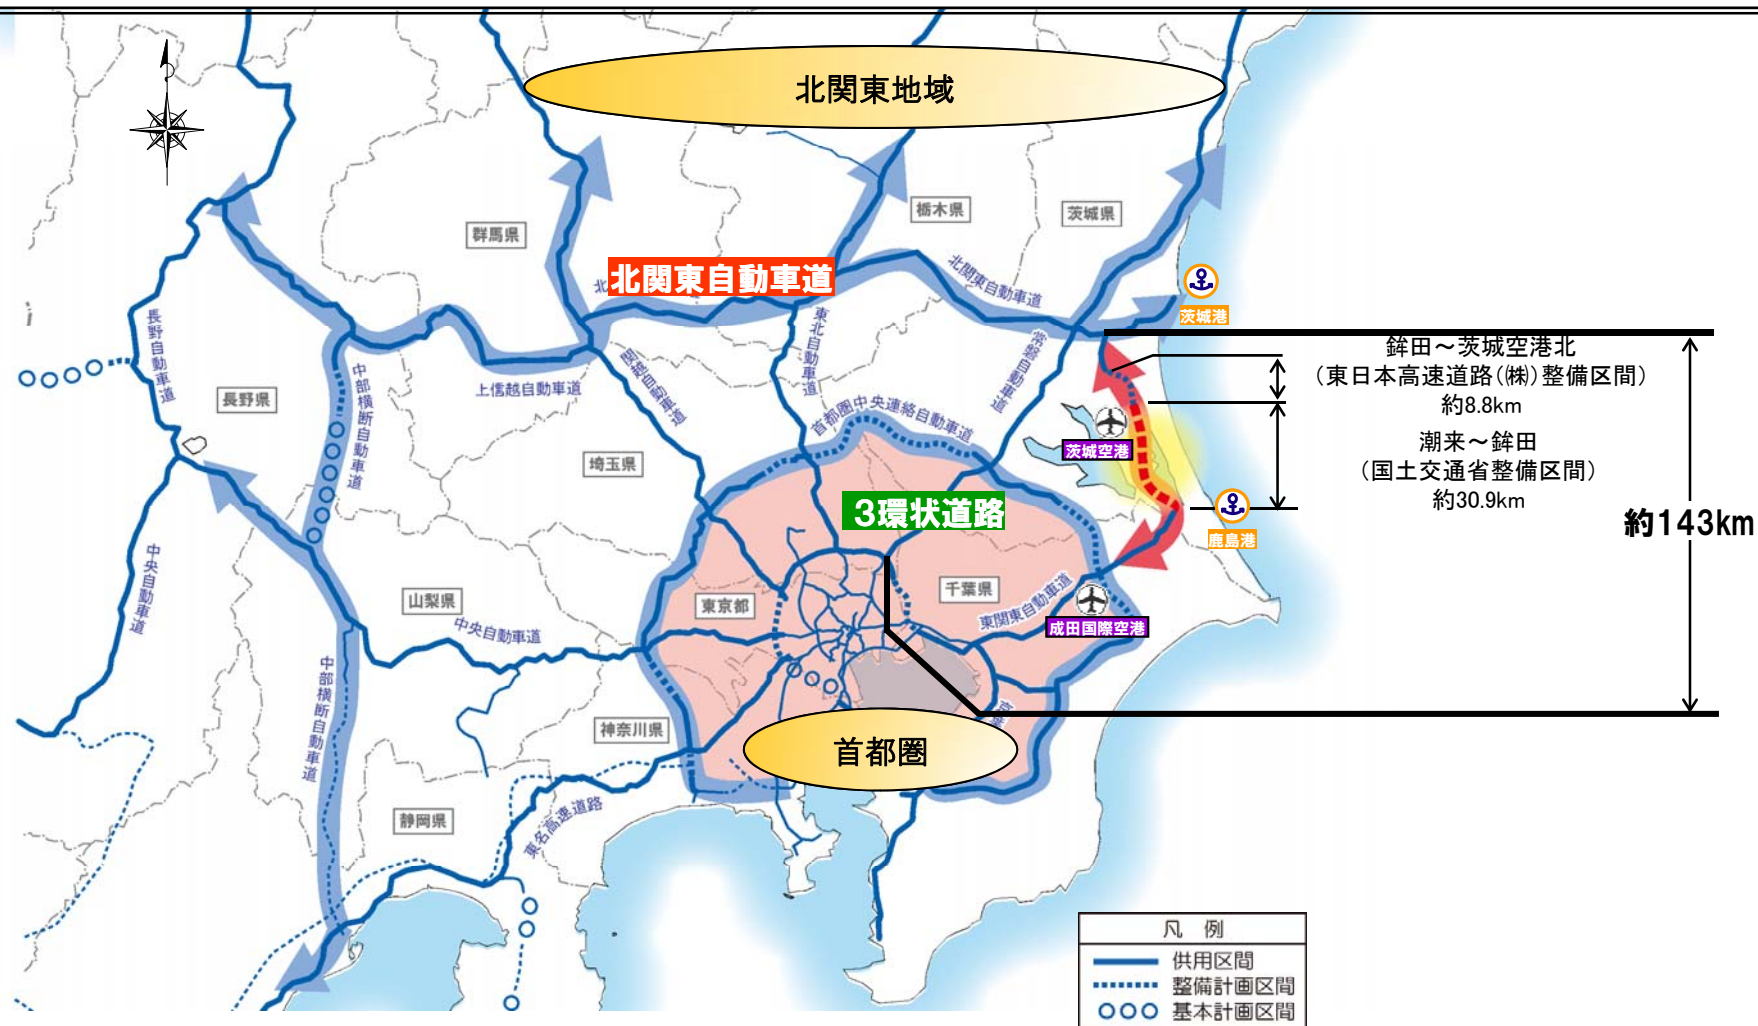 北関東地域
栃木県
茨城県
群馬県
北関東自動車道
北
北関東自動車道
茨城港
長野自動車道
中部横断自動車道
上信越自動車道
関越自動車道
東北自動車道
常磐自動車道
鉾田～茨城空港北
（東日本高速道路㈱整備区間）
約8.8km
長野県
首都圏中央連絡自動車道
茨城空港
潮来～鉾田
（国土交通省整備区間）
約30.9km
埼玉県
3環状道路
鹿島港
約143km
中央自動車道
山梨県
中央自動車道
東京都
千葉県
東関東自動車道
成田国際空港
中部横断自動車道
神奈川県
京葉
首都圏
静岡県
東名高速道路
凡 例
供用区間
整備計画区間
基本計画区間